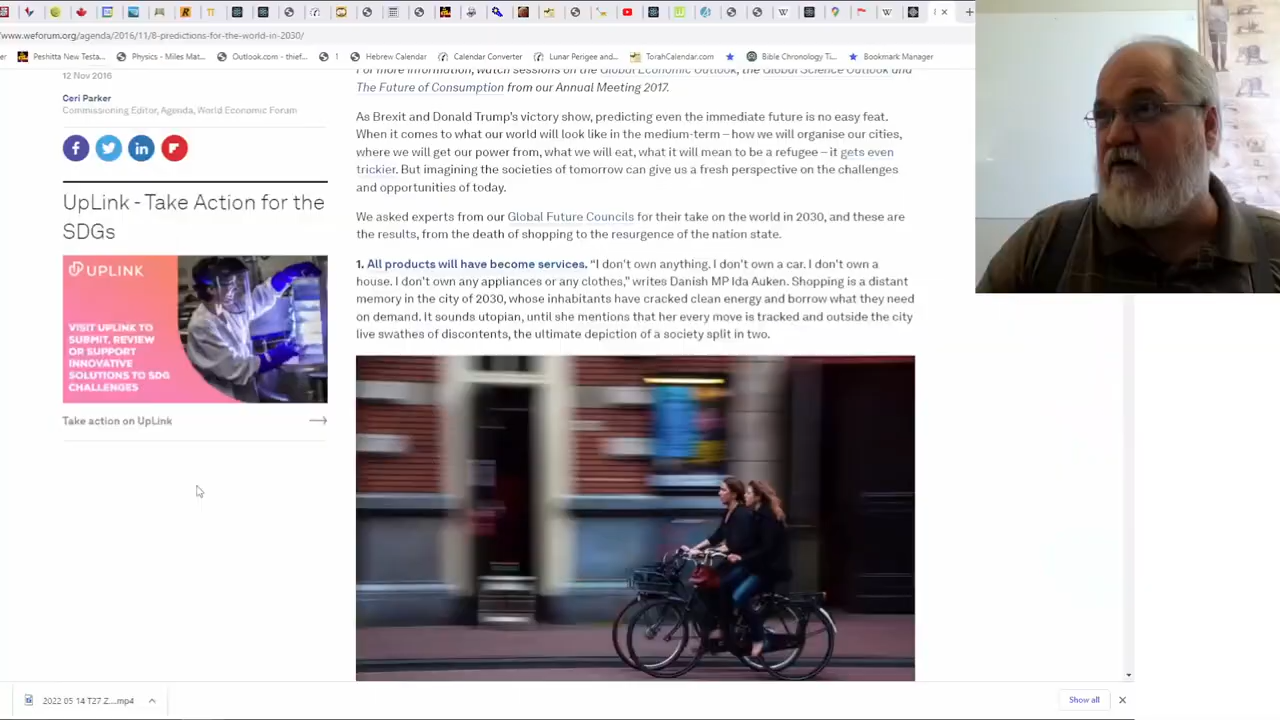 www.weforum.org/agenda/2016/11/8-predictions-for-the-world-in-2030/
Peshitta New Testa...
Physics - Miles Mat...
Outlook.com - thief...
1
Hebrew Calendar
Calendar Converter
Lunar Perigee and...
TorahCalendar.com
Bible Chronology Ti...
Bookmark Manager
12 Nov 2016
Ceri Parker
Commissioning Editor, Agenda, World Economic Forum
UpLink - Take Action for the
SDGs
UPLINK
VISIT UPLINK TO
SUBMIT, REVIEW
OR SUPPORT
INNOVATIVE
SOLUTIONS TO SDG
CHALLENGES
Take action on UpLink
For more information, watch sessions on the Global Economic Outlook, the Global Science Outlook and
The Future of Consumption from our Annual Meeting 2017.
As Brexit and Donald Trump's victory show, predicting even the immediate future is no easy feat.
When it comes to what our world will look like in the medium-term – how we will organise our cities,
where we will get our power from, what we will eat, what it will mean to be a refugee – it gets even
trickier. But imagining the societies of tomorrow can give us a fresh perspective on the challenges
and opportunities of today.
We asked experts from our Global Future Councils for their take on the world in 2030, and these are
the results, from the death of shopping to the resurgence of the nation state.
1. All products will have become services. “I don't own anything. I don't own a car. I don't own a
house. I don't own any appliances or any clothes,” writes Danish MP Ida Auken. Shopping is a distant
memory in the city of 2030, whose inhabitants have cracked clean energy and borrow what they need
on demand. It sounds utopian, until she mentions that her every move is tracked and outside the city
live swathes of discontents, the ultimate depiction of a society split in two.
2022 05 14 T27 Z....mp4
Show all